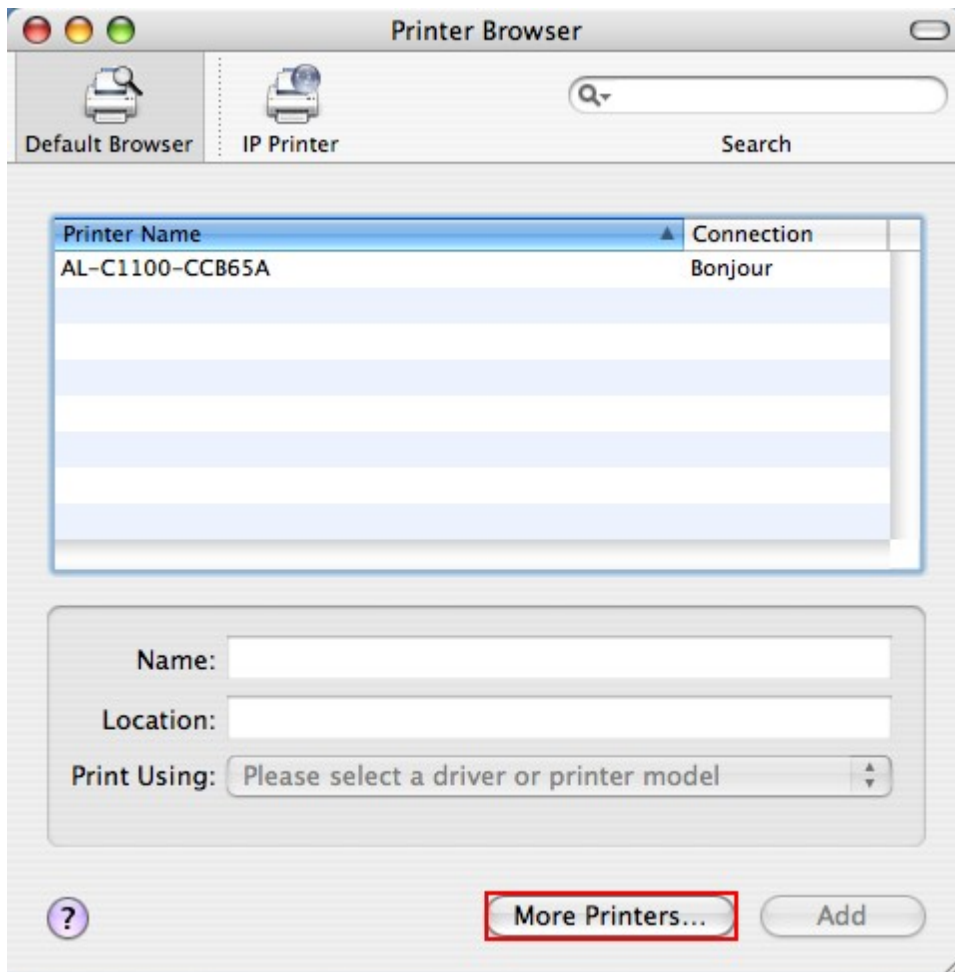 Printer Browser
Default Browser
IP Printer
Search
Printer Name Connection
AL-C1100-CCB65A Bonjour
Name:
Location:
Print Using: Please select a driver or printer model
? More Printers... Add